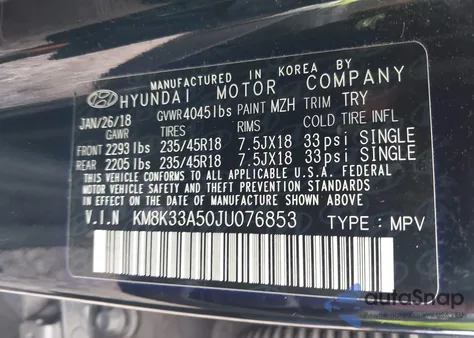 MANUFACTURED IN KOREA BY
HYUNDAI MOTOR COMPANY
JAN/26/18 GVWR4045lbs PAINT MZH TRIM TRY
GAWR TIRES RIMS COLD TIRE INFL
FRONT 2293lbs 235/45R18 7.5JX18 33psi SINGLE
REAR 2205lbs 235/45R18 7.5JX18 33psi SINGLE
THIS VEHICLE CONFORMS TO ALL APPLICABLE U.S.A. FEDERAL
MOTOR VEHICLE SAFETY AND THEFT PREVENTION STANDARDS
IN EFFECT ON THE DATE OF MANUFACTURE SHOWN ABOVE.
V.I.N KM8K33A50JU076853 TYPE: MPV
autoSnap